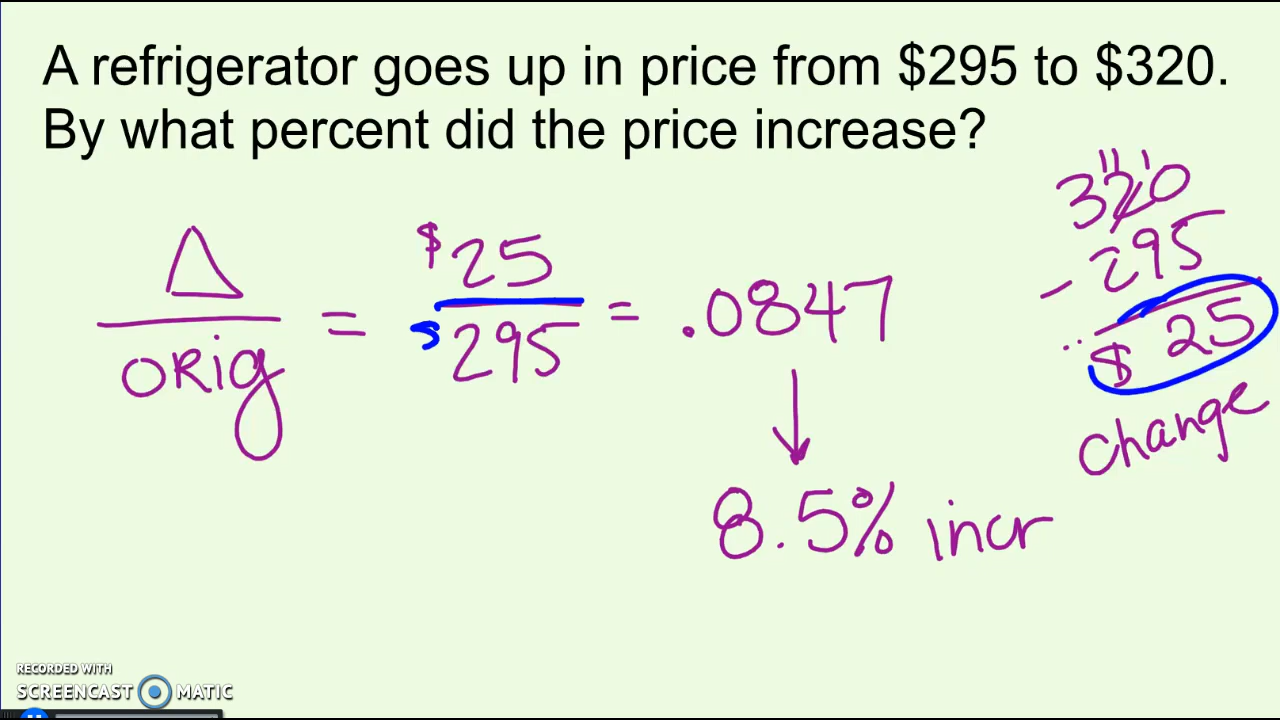 A refrigerator goes up in price from $295 to $320.
By what percent did the price increase?
320
- 295
$ 25
change
Δ
orig
=
$25
$295
= .0847
8.5% incr
RECORDED WITH
SCREENCAST MATIC